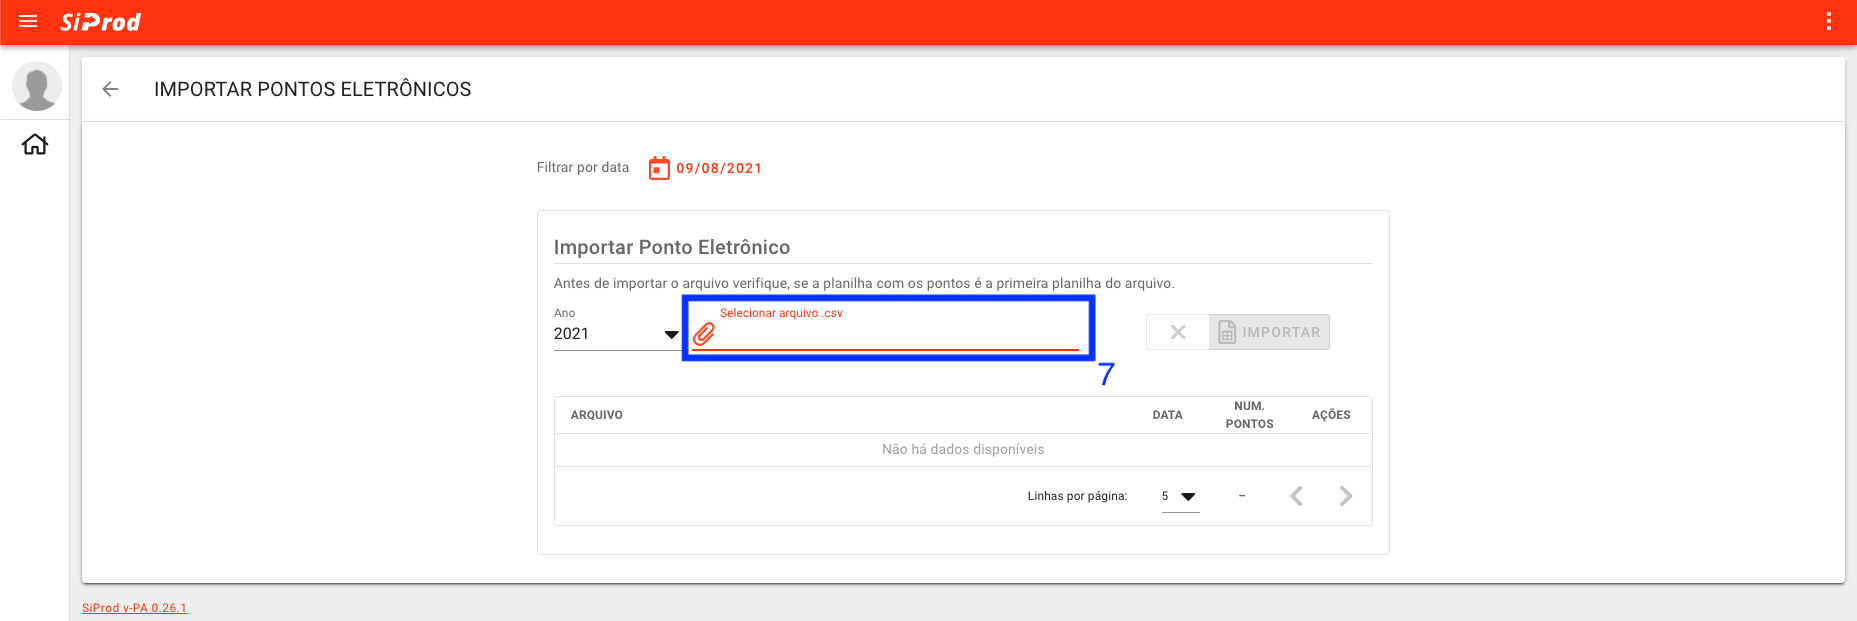 SiProd
IMPORTAR PONTOS ELETRÔNICOS
Filtrar por data 09/08/2021
Importar Ponto Eletrônico
Antes de importar o arquivo verifique, se a planilha com os pontos é a primeira planilha do arquivo.
Ano
2021
Selecionar arquivo .csv
IMPORTAR
7
ARQUIVO DATA NUM. PONTOS AÇÕES
Não há dados disponíveis
Linhas por página: 5 –
SiProd v-PA 0.26.1